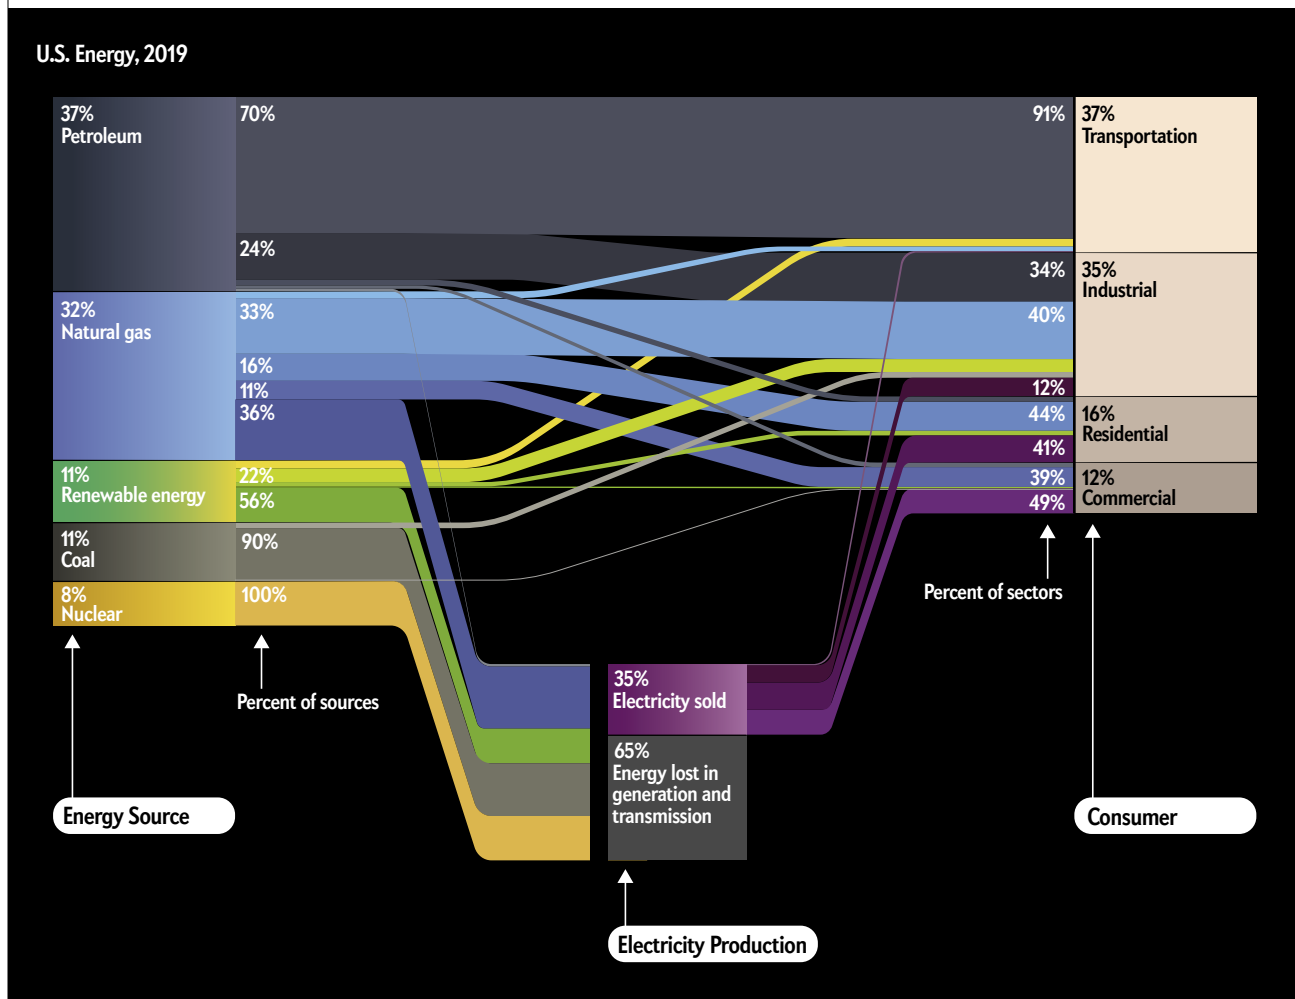 U.S. Energy, 2019
37%
Petroleum
70%
24%
32%
Natural gas
33%
16%
11%
36%
11%
Renewable energy
22%
56%
11%
Coal
90%
8%
Nuclear
100%
Percent of sources
Energy Source
35%
Electricity sold
65%
Energy lost in
generation and
transmission
Electricity Production
91%
37%
Transportation
34%
35%
Industrial
40%
12%
44%
16%
Residential
41%
39%
12%
Commercial
49%
Percent of sectors
Consumer